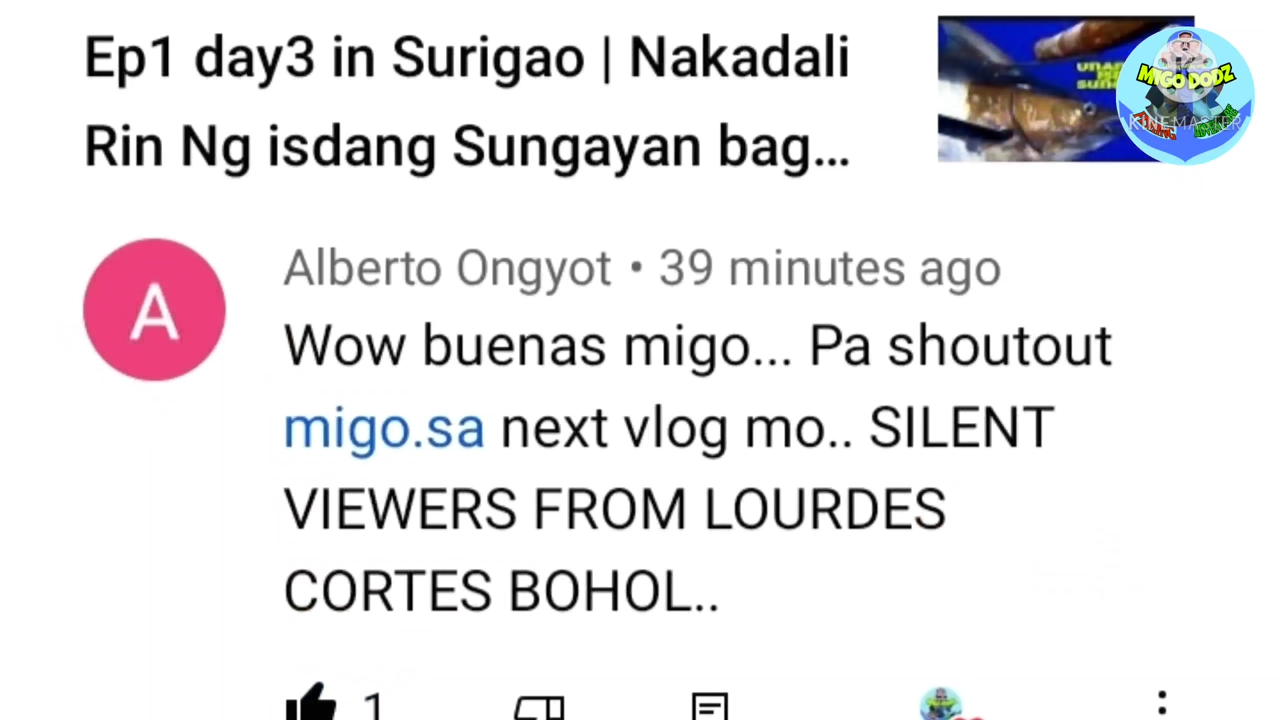 Ep1 day3 in Surigao | Nakadali
Rin Ng isdang Sungayan bag...
MIGO DODZ
KINEMASTER
A
Alberto Ongyot • 39 minutes ago
Wow buenas migo... Pa shoutout
migo.sa next vlog mo.. SILENT
VIEWERS FROM LOURDES
CORTES BOHOL..
1